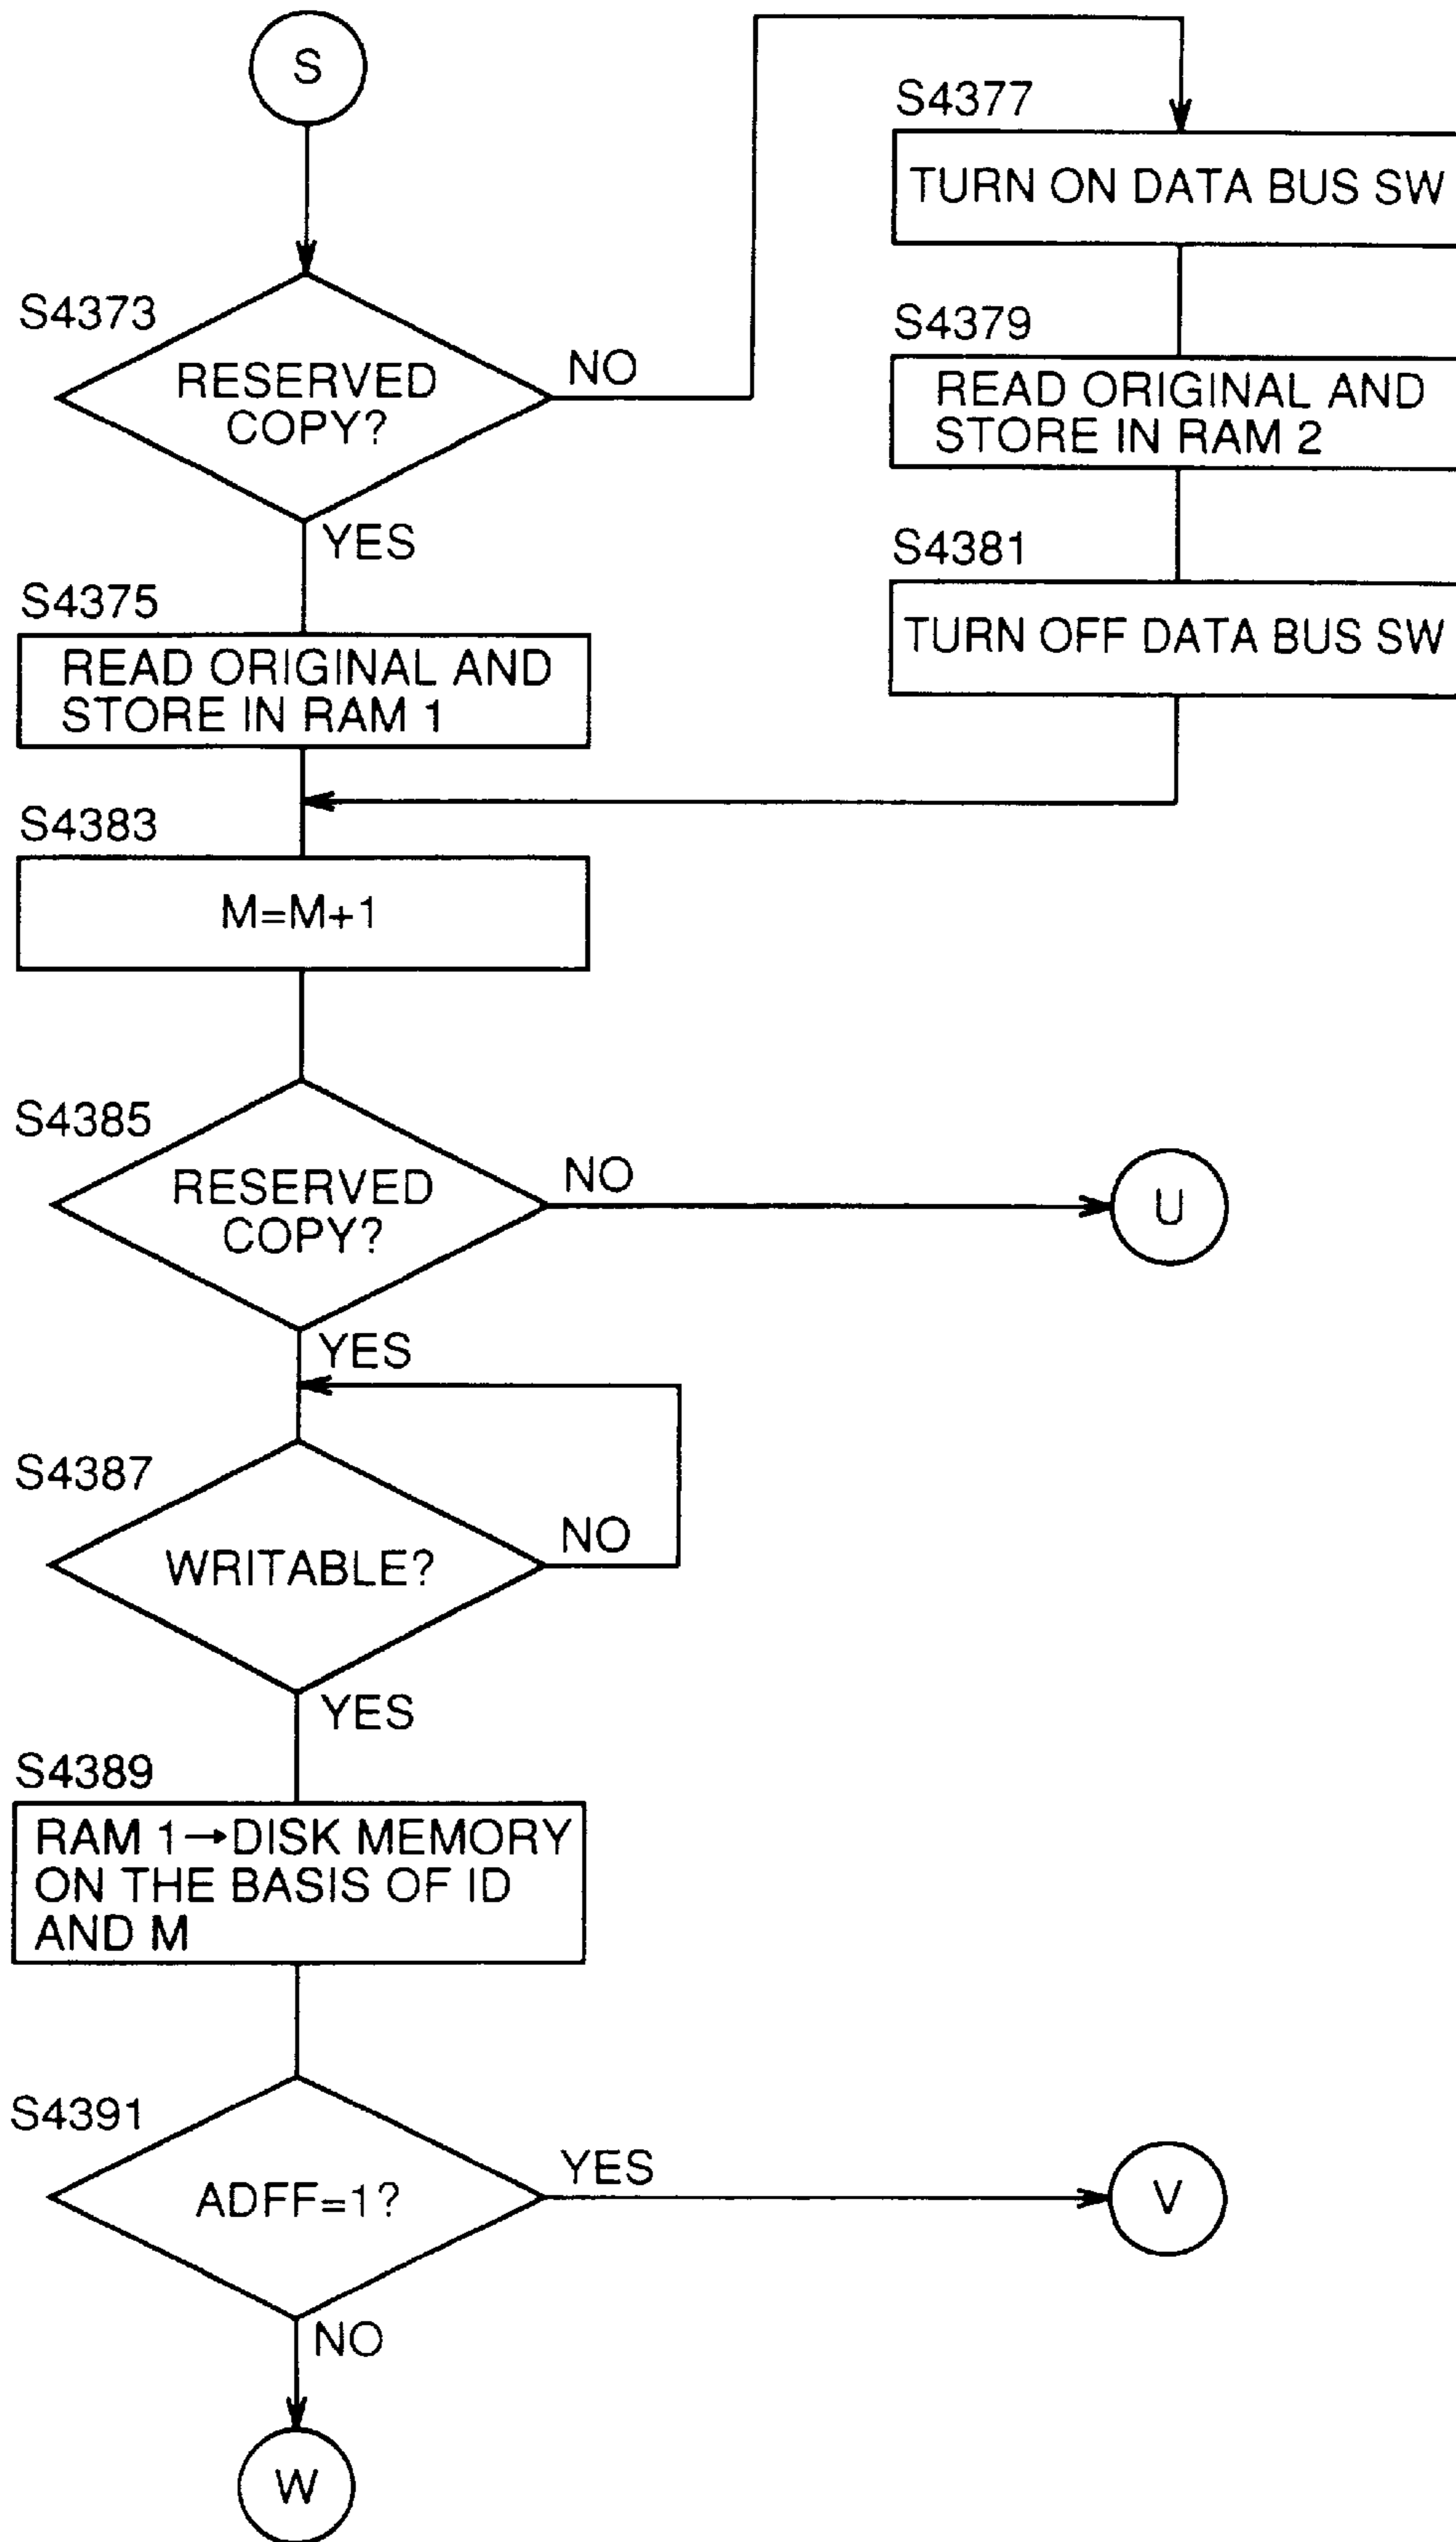 S
S4373
RESERVED
COPY?
NO
YES
S4377
TURN ON DATA BUS SW
S4379
READ ORIGINAL AND
STORE IN RAM 2
S4381
TURN OFF DATA BUS SW
S4375
READ ORIGINAL AND
STORE IN RAM 1
S4383
M=M+1
S4385
RESERVED
COPY?
NO
U
YES
S4387
WRITABLE?
NO
YES
S4389
RAM 1→DISK MEMORY
ON THE BASIS OF ID
AND M
S4391
ADFF=1?
YES
V
NO
W